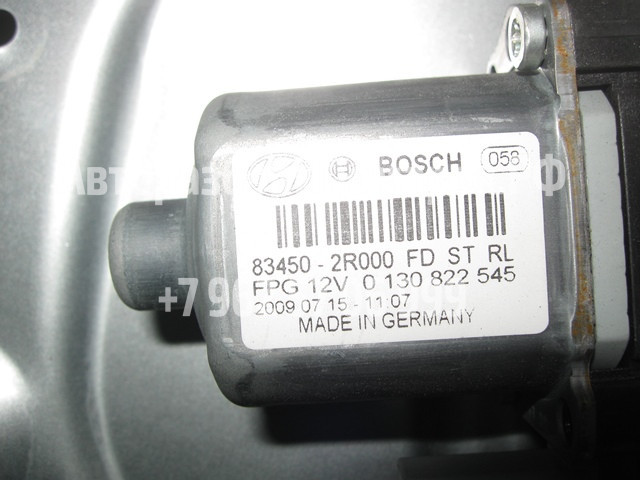 BOSCH 058
83450 - 2R000 FD ST RL
FPG 12V 0 130 822 545
2009 07 15 - 11:07
MADE IN GERMANY